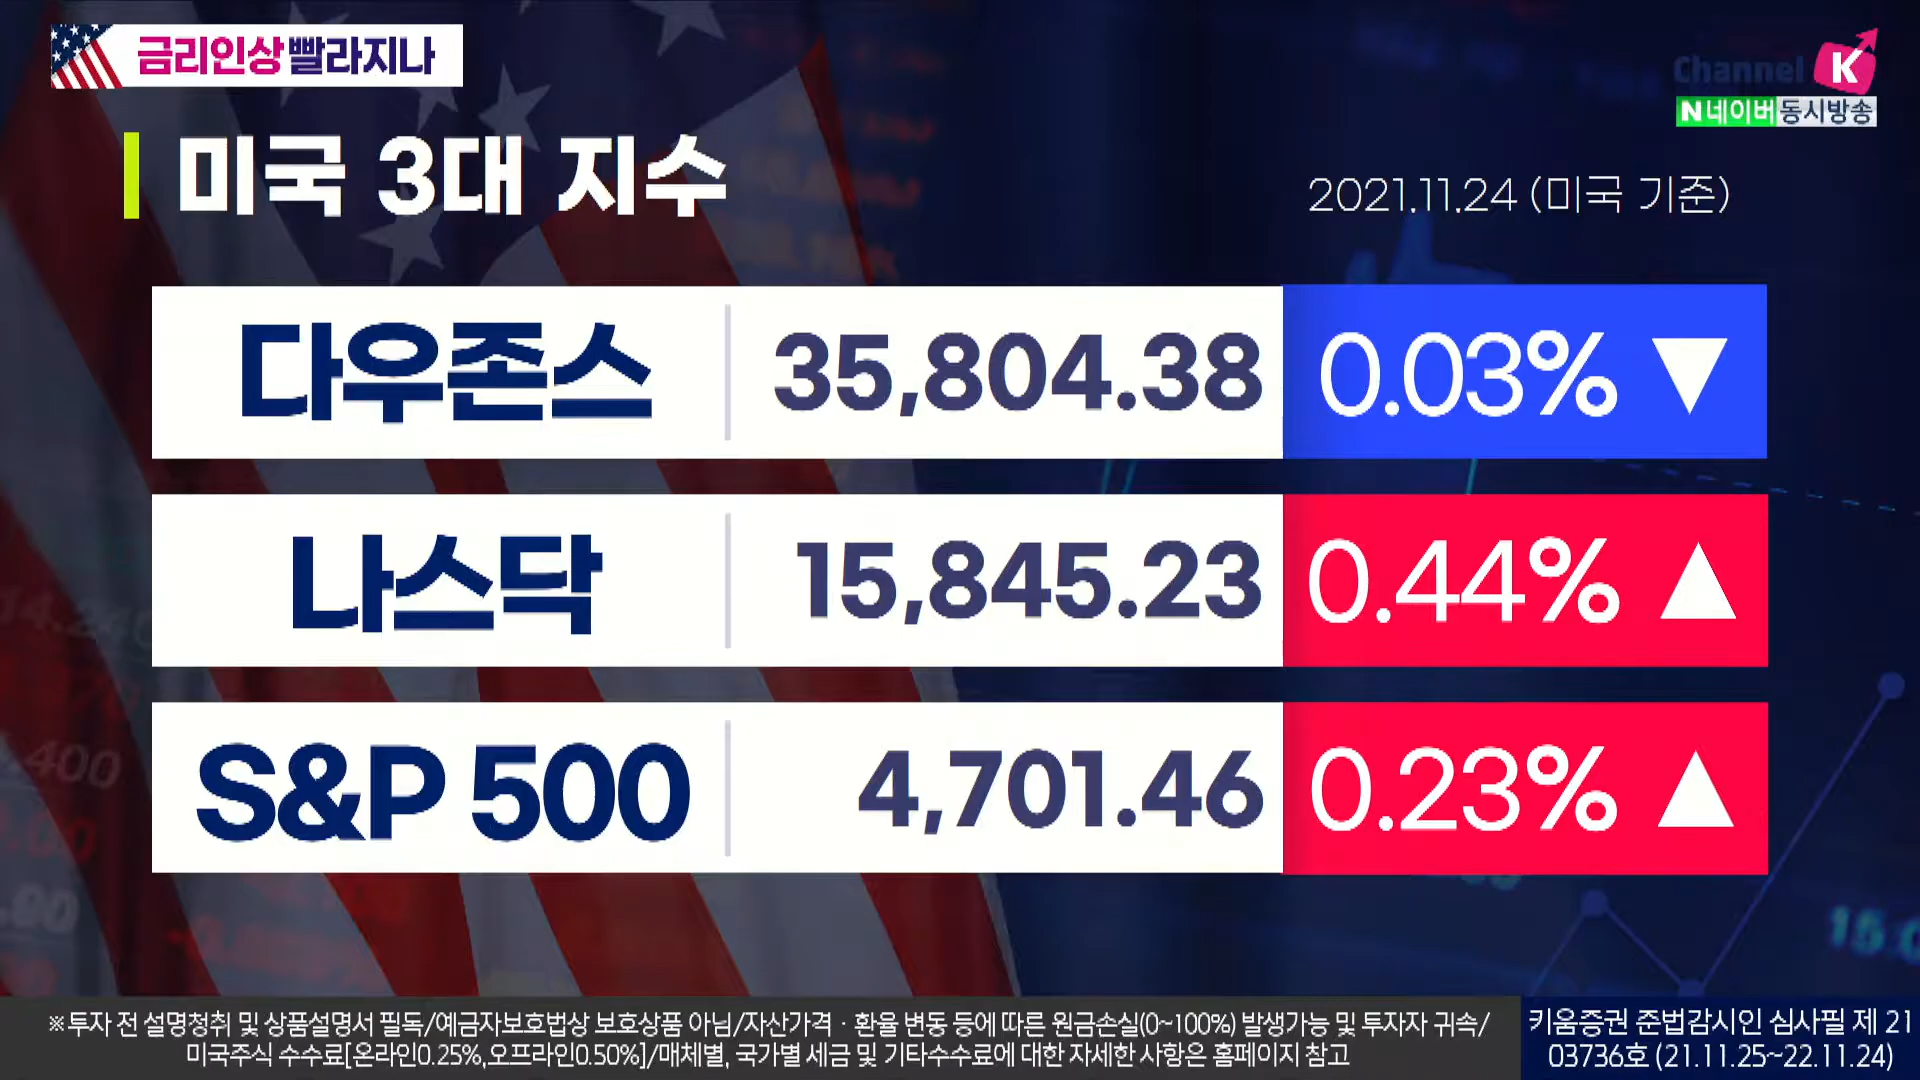 금리인상 빨라지나
Channel K
N 네이버 동시방송
미국 3대 지수
2021.11.24 (미국 기준)
다우존스 35,804.38 0.03% ▼
나스닥 15,845.23 0.44% ▲
S&P 500 4,701.46 0.23% ▲
※투자 전 설명청취 및 상품설명서 필독/예금자보호법상 보호상품 아님/자산가격·환율 변동 등에 따른 원금손실(0~100%) 발생가능 및 투자자 귀속/
미국주식 수수료[온라인0.25%,오프라인0.50%]/매체별, 국가별 세금 및 기타수수료에 대한 자세한 사항은 홈페이지 참고
키움증권 준법감시인 심사필 제 21
03736호 (21.11.25~22.11.24)